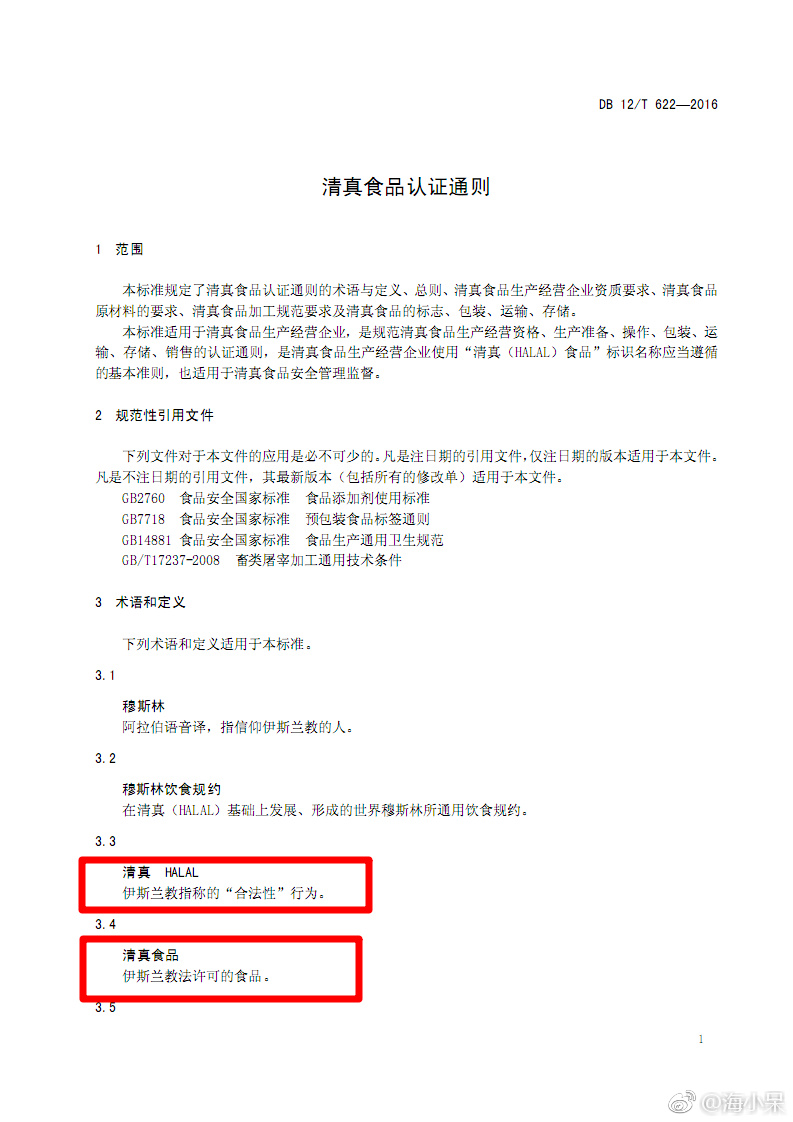 DB 12/T 622—2016
清真食品认证通则
1 范围
本标准规定了清真食品认证通则的术语与定义、总则、清真食品生产经营企业资质要求、清真食品
原材料的要求、清真食品加工规范要求及清真食品的标志、包装、运输、存储。
本标准适用于清真食品生产经营企业，是规范清真食品生产经营资格、生产准备、操作、包装、运
输、存储、销售的认证通则，是清真食品生产经营企业使用“清真（HALAL）食品”标识名称应当遵循
的基本准则，也适用于清真食品安全管理监督。
2 规范性引用文件
下列文件对于本文件的应用是必不可少的。凡是注日期的引用文件，仅注日期的版本适用于本文件。
凡是不注日期的引用文件，其最新版本（包括所有的修改单）适用于本文件。
GB2760 食品安全国家标准 食品添加剂使用标准
GB7718 食品安全国家标准 预包装食品标签通则
GB14881 食品安全国家标准 食品生产通用卫生规范
GB/T17237-2008 畜类屠宰加工通用技术条件
3 术语和定义
下列术语和定义适用于本标准。
3.1
穆斯林
阿拉伯语音译，指信仰伊斯兰教的人。
3.2
穆斯林饮食规约
在清真（HALAL）基础上发展、形成的世界穆斯林所通用饮食规约。
3.3
清真 HALAL
伊斯兰教指称的“合法性”行为。
3.4
清真食品
伊斯兰教法许可的食品。
3.5
1
@海小呆